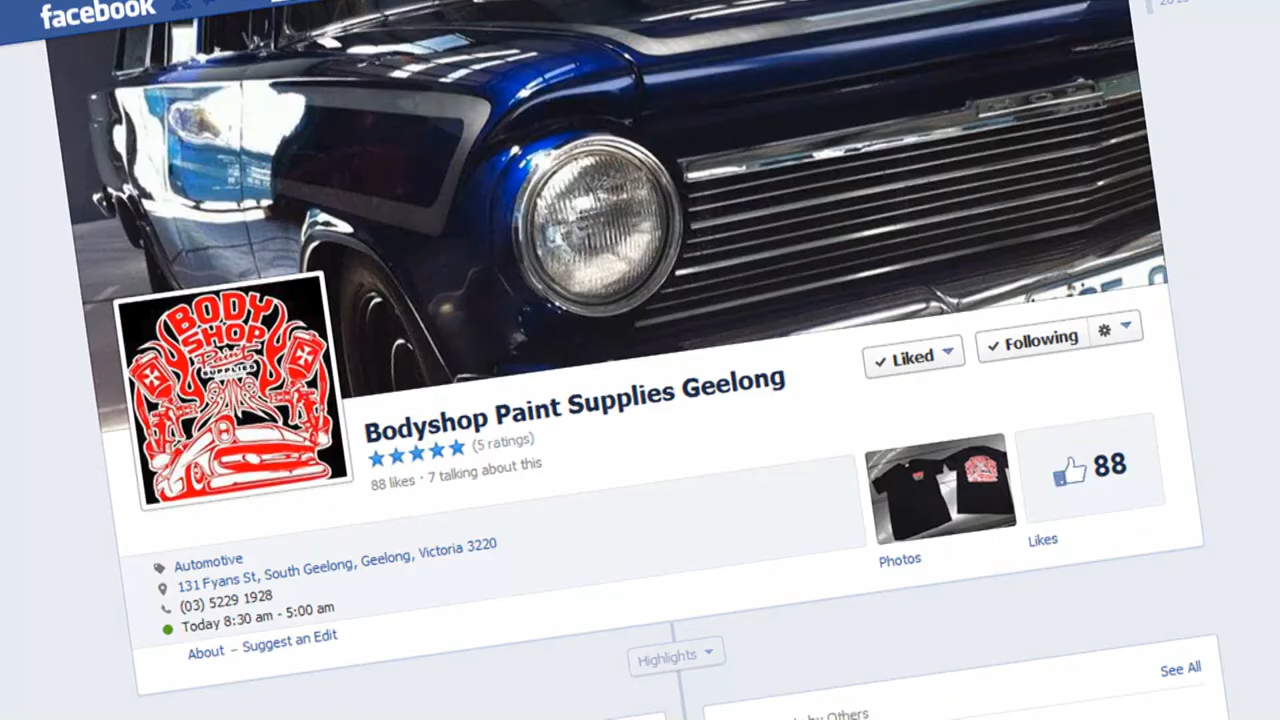 facebook
BODY
SHOP
Paint
SUPPLIES
Bodyshop Paint Supplies Geelong
(5 ratings)
88 likes · 7 talking about this
Liked
Following
88
Automotive
131 Fyans St, South Geelong, Geelong, Victoria 3220
(03) 5229 1928
Today 8:30 am - 5:00 am
About – Suggest an Edit
Photos
Likes
Highlights
See All
by Others